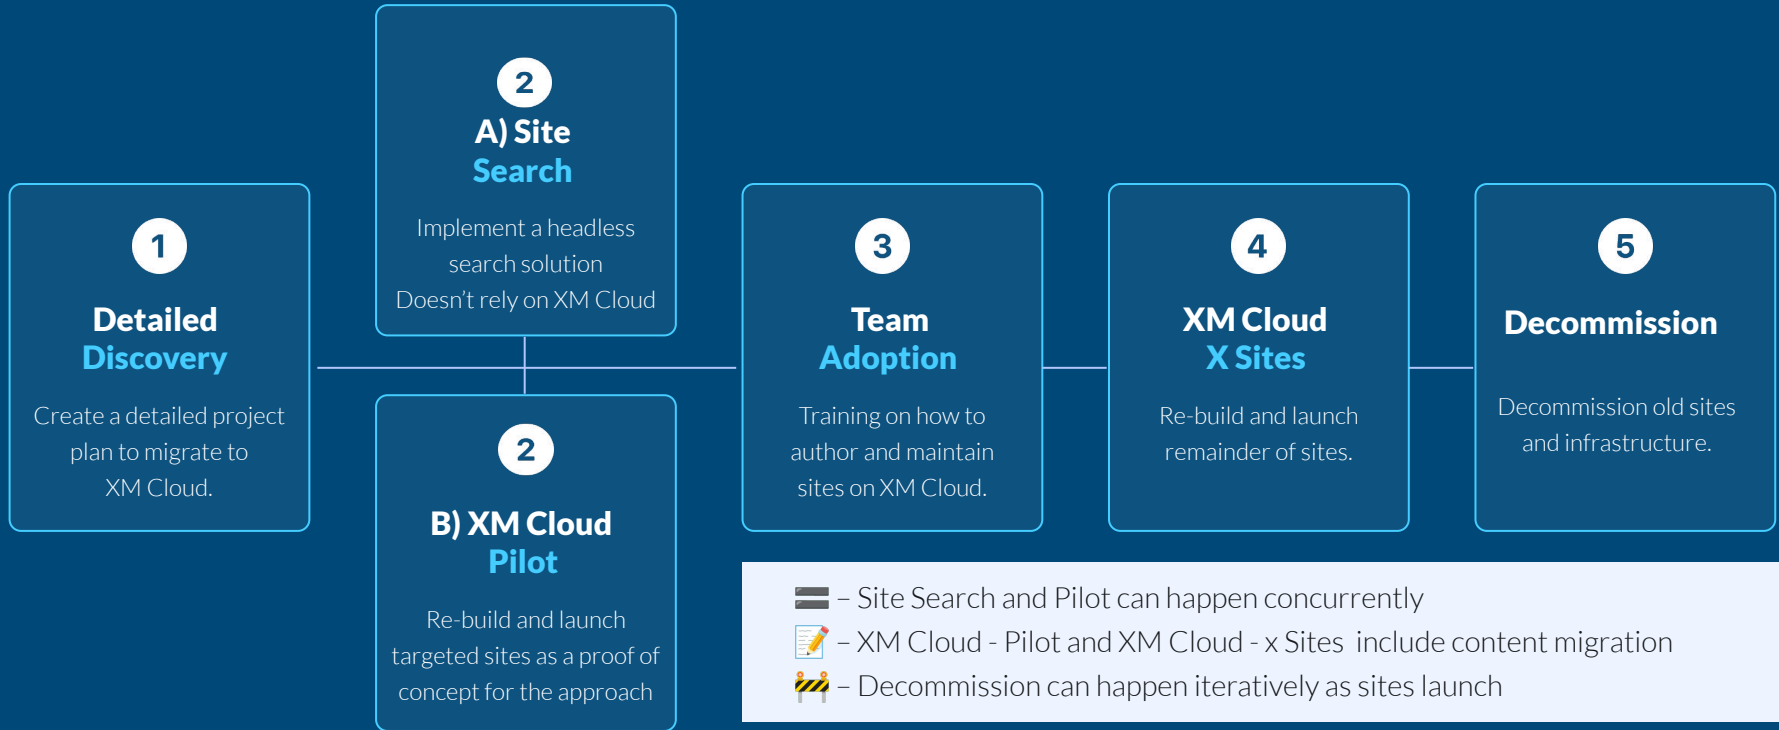 1
Detailed
Discovery
Create a detailed project
plan to migrate to
XM Cloud.
2
A) Site
Search
Implement a headless
search solution
Doesn’t rely on XM Cloud
2
B) XM Cloud
Pilot
Re-build and launch
targeted sites as a proof of
concept for the approach
3
Team
Adoption
Training on how to
author and maintain
sites on XM Cloud.
4
XM Cloud
X Sites
Re-build and launch
remainder of sites.
5
Decommission
Decommission old sites
and infrastructure.
– Site Search and Pilot can happen concurrently
– XM Cloud - Pilot and XM Cloud - x Sites include content migration
– Decommission can happen iteratively as sites launch